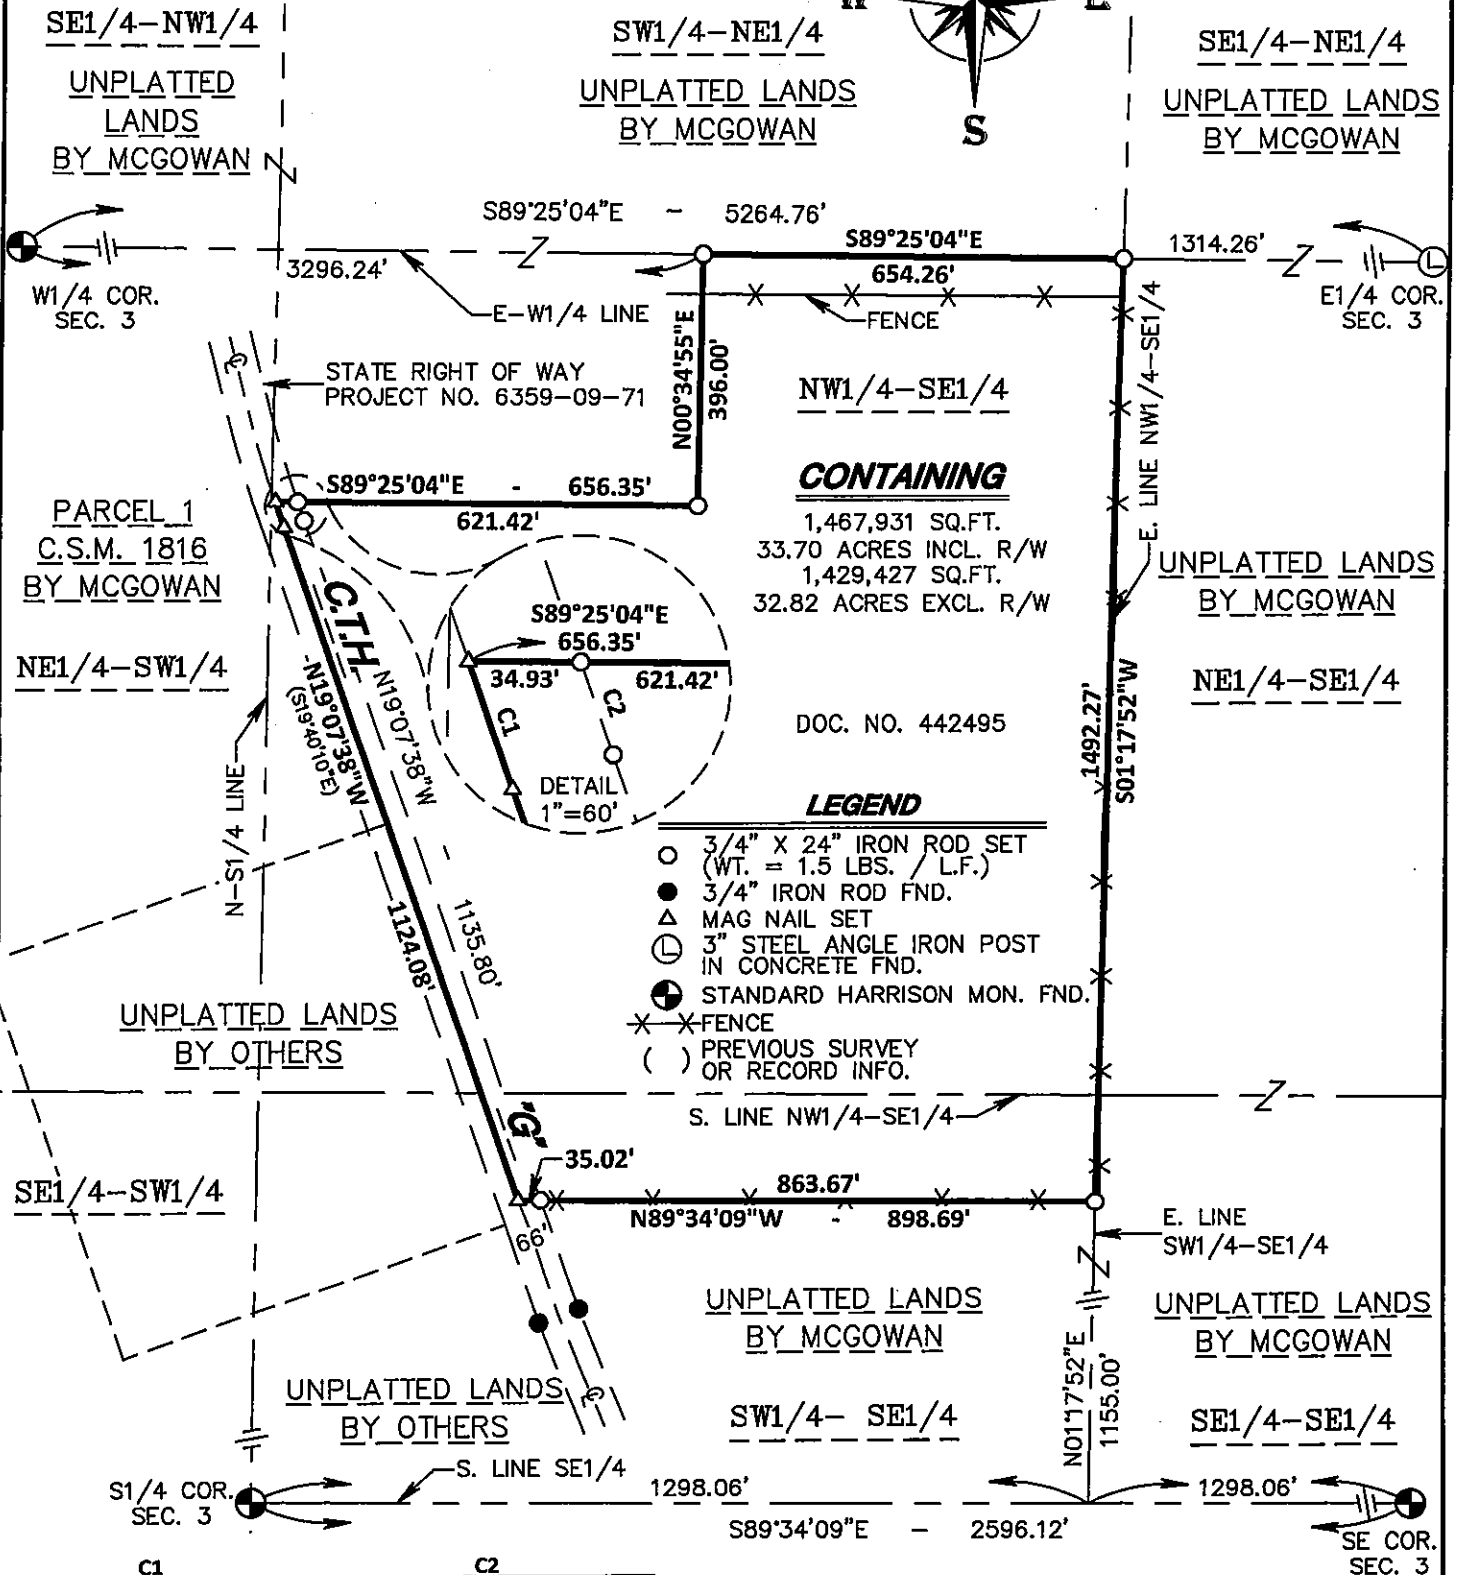 SE1/4-NW1/4
UNPLATTED
LANDS
BY MCGOWAN
SW1/4-NE1/4
UNPLATTED LANDS
BY MCGOWAN
S
SE1/4-NE1/4
UNPLATTED LANDS
BY MCGOWAN
S89°25'04"E - 5264.76'
3296.24'
S89°25'04"E
654.26'
1314.26'
W1/4 COR.
SEC. 3
E-W1/4 LINE
FENCE
E1/4 COR.
SEC. 3
STATE RIGHT OF WAY
PROJECT NO. 6359-09-71
N00°34'55"E
396.00'
NW1/4-SE1/4
E. LINE NW1/4-SE1/4
S89°25'04"E - 656.35'
621.42'
CONTAINING
1,467,931 SQ.FT.
33.70 ACRES INCL. R/W
1,429,427 SQ.FT.
32.82 ACRES EXCL. R/W
PARCEL 1
C.S.M. 1816
BY MCGOWAN
NE1/4-SW1/4
UNPLATTED LANDS
BY MCGOWAN
NE1/4-SE1/4
C.T.H.
N19°07'38"W
(S19°40'10"E)
N19°07'38"W
S89°25'04"E
656.35'
34.93'
621.42'
C1
C2
DETAIL
1"=60'
DOC. NO. 442495
1492.27'
S01°17'52"W
N-S1/4 LINE
LEGEND
3/4" X 24" IRON ROD SET
(WT. = 1.5 LBS. / L.F.)
3/4" IRON ROD FND.
MAG NAIL SET
L 3" STEEL ANGLE IRON POST
IN CONCRETE FND.
STANDARD HARRISON MON. FND.
FENCE
( ) PREVIOUS SURVEY
OR RECORD INFO.
1124.08'
1135.80'
UNPLATTED LANDS
BY OTHERS
S. LINE NW1/4-SE1/4
"G"
35.02'
SE1/4-SW1/4
863.67'
N89°34'09"W - 898.69'
66'
E. LINE
SW1/4-SE1/4
UNPLATTED LANDS
BY MCGOWAN
UNPLATTED LANDS
BY MCGOWAN
N01°17'52"E
1155.00'
UNPLATTED LANDS
BY OTHERS
SW1/4- SE1/4
SE1/4-SE1/4
S. LINE SE1/4
S1/4 COR.
SEC. 3
1298.06'
1298.06'
S89°34'09"E - 2596.12'
SE COR.
SEC. 3
C1
C2